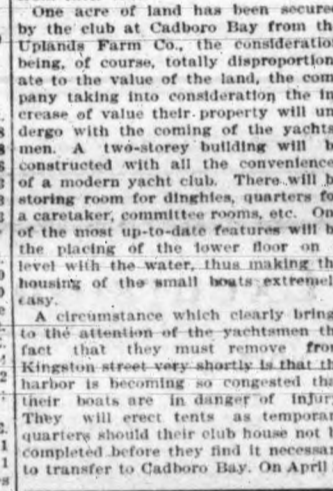 One acre of land has been secure
by the club at Cadboro Bay from th
Uplands Farm Co., the consideratio
being, of course, totally disproportion
ate to the value of the land, the com
pany taking into consideration the in
crease of value their property will un
dergo with the coming of the yachts
men. A two-storey building will b
constructed with all the convenience
of a modern yacht club. There will b
storing room for dinghies, quarters fo
a caretaker, committee rooms, etc. On
of the most up-to-date features will b
the placing of the lower floor on
level with the water, thus making th
housing of the small boats extremel
easy.
A circumstance which clearly bring
to the attention of the yachtsmen th
fact that they must remove from
Kingston street very shortly is that th
harbor is becoming so congested tha
their boats are in danger of injur
They will erect tents as temporar
quarters should their club house not b
completed before they find it necessar
to transfer to Cadboro Bay. On April